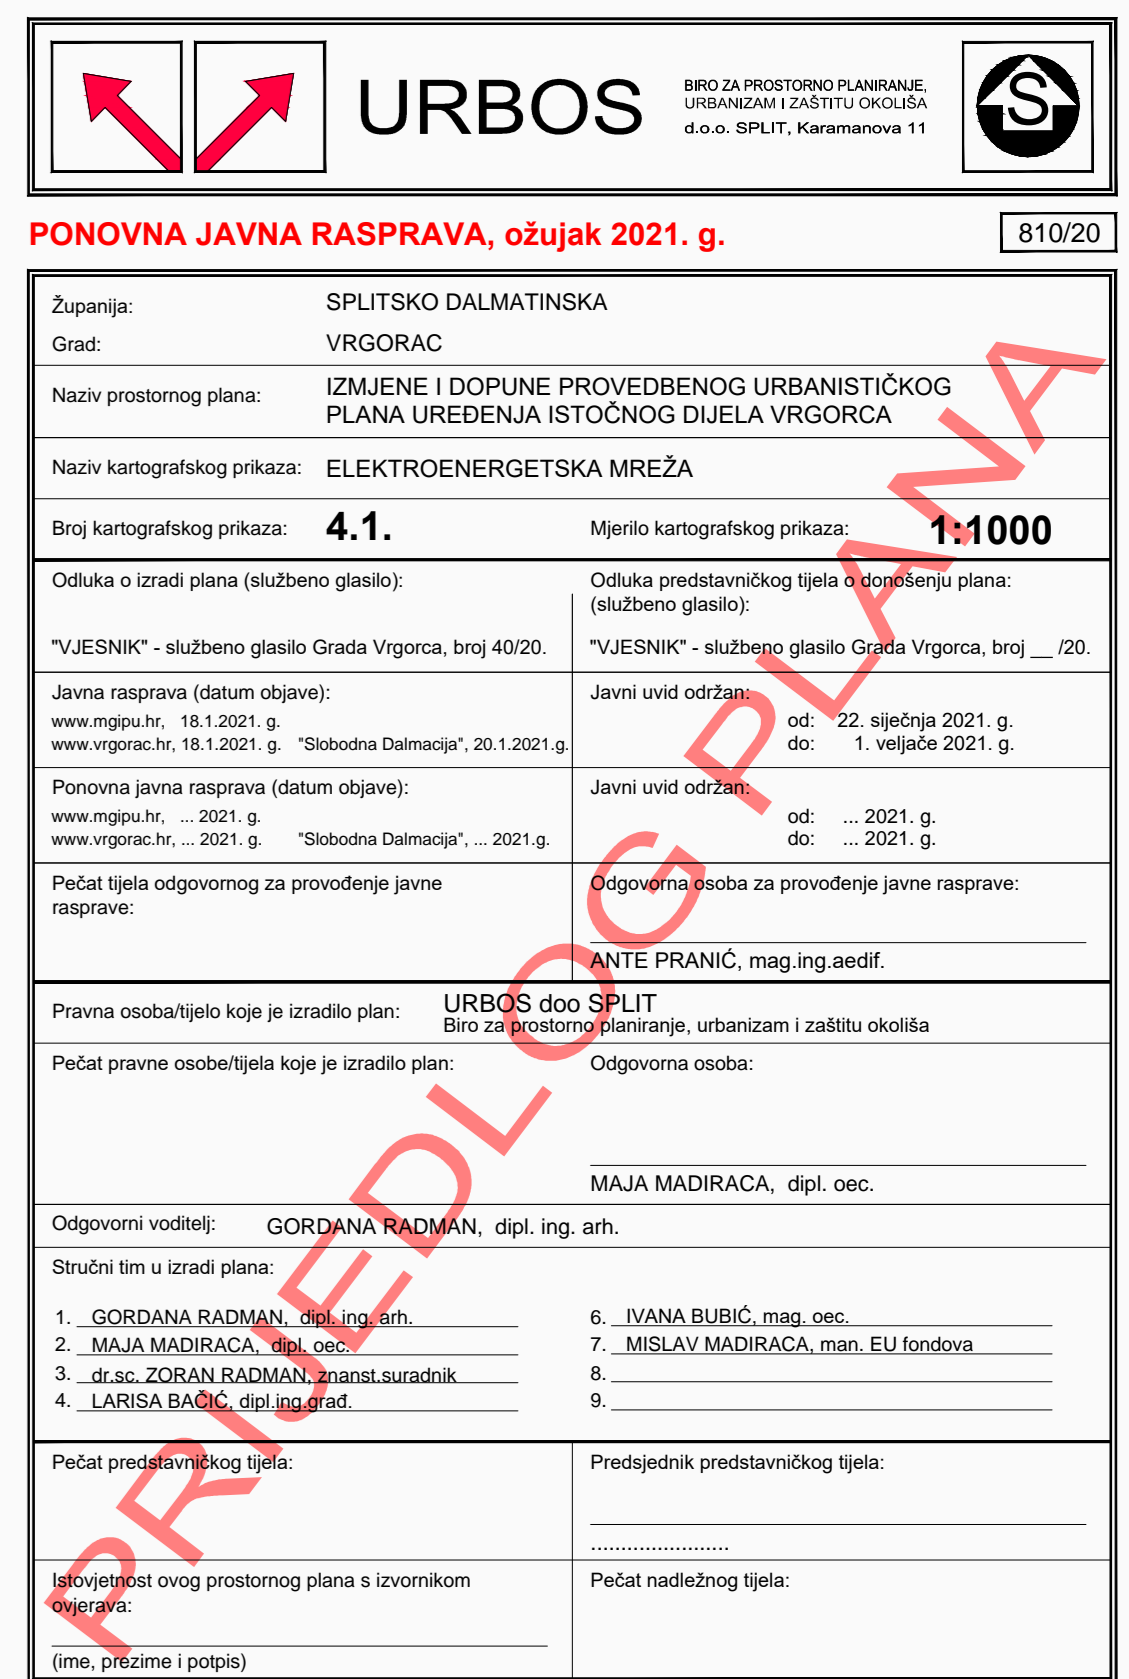 URBOS
BIRO ZA PROSTORNO PLANIRANJE,
URBANIZAM I ZAŠTITU OKOLIŠA
d.o.o. SPLIT, Karamanova 11
S
PONOVNA JAVNA RASPRAVA, ožujak 2021. g.
810/20
Županija: SPLITSKO DALMATINSKA
Grad: VRGORAC
Naziv prostornog plana: IZMJENE I DOPUNE PROVEDBENOG URBANISTIČKOG
PLANA UREĐENJA ISTOČNOG DIJELA VRGORCA
Naziv kartografskog prikaza: ELEKTROENERGETSKA MREŽA
Broj kartografskog prikaza: 4.1. Mjerilo kartografskog prikaza: 1:1000
Odluka o izradi plana (službeno glasilo):
"VJESNIK" - službeno glasilo Grada Vrgorca, broj 40/20.
Odluka predstavničkog tijela o donošenju plana:
(službeno glasilo):
"VJESNIK" - službeno glasilo Grada Vrgorca, broj __ /20.
Javna rasprava (datum objave):
www.mgipu.hr, 18.1.2021. g.
www.vrgorac.hr, 18.1.2021. g. "Slobodna Dalmacija", 20.1.2021.g.
Javni uvid održan:
od: 22. siječnja 2021. g.
do: 1. veljače 2021. g.
Ponovna javna rasprava (datum objave):
www.mgipu.hr, ... 2021. g.
www.vrgorac.hr, ... 2021. g. "Slobodna Dalmacija", ... 2021.g.
Javni uvid održan:
od: ... 2021. g.
do: ... 2021. g.
Pečat tijela odgovornog za provođenje javne
rasprave:
Odgovorna osoba za provođenje javne rasprave:
ANTE PRANIĆ, mag.ing.aedif.
Pravna osoba/tijelo koje je izradilo plan: URBOS doo SPLIT
Biro za prostorno planiranje, urbanizam i zaštitu okoliša
Pečat pravne osobe/tijela koje je izradilo plan:
Odgovorna osoba:
MAJA MADIRACA, dipl. oec.
Odgovorni voditelj: GORDANA RADMAN, dipl. ing. arh.
Stručni tim u izradi plana:
1. GORDANA RADMAN, dipl. ing. arh.
2. MAJA MADIRACA, dipl. oec.
3. dr.sc. ZORAN RADMAN, znanst.suradnik
4. LARISA BAČIĆ, dipl.ing.građ.
6. IVANA BUBIĆ, mag. oec.
7. MISLAV MADIRACA, man. EU fondova
8.
9.
Pečat predstavničkog tijela:
Predsjednik predstavničkog tijela:
.......................
Istovjetnost ovog prostornog plana s izvornikom
ovjerava:
(ime, prezime i potpis)
Pečat nadležnog tijela:
PRIJEDLOG PLANA